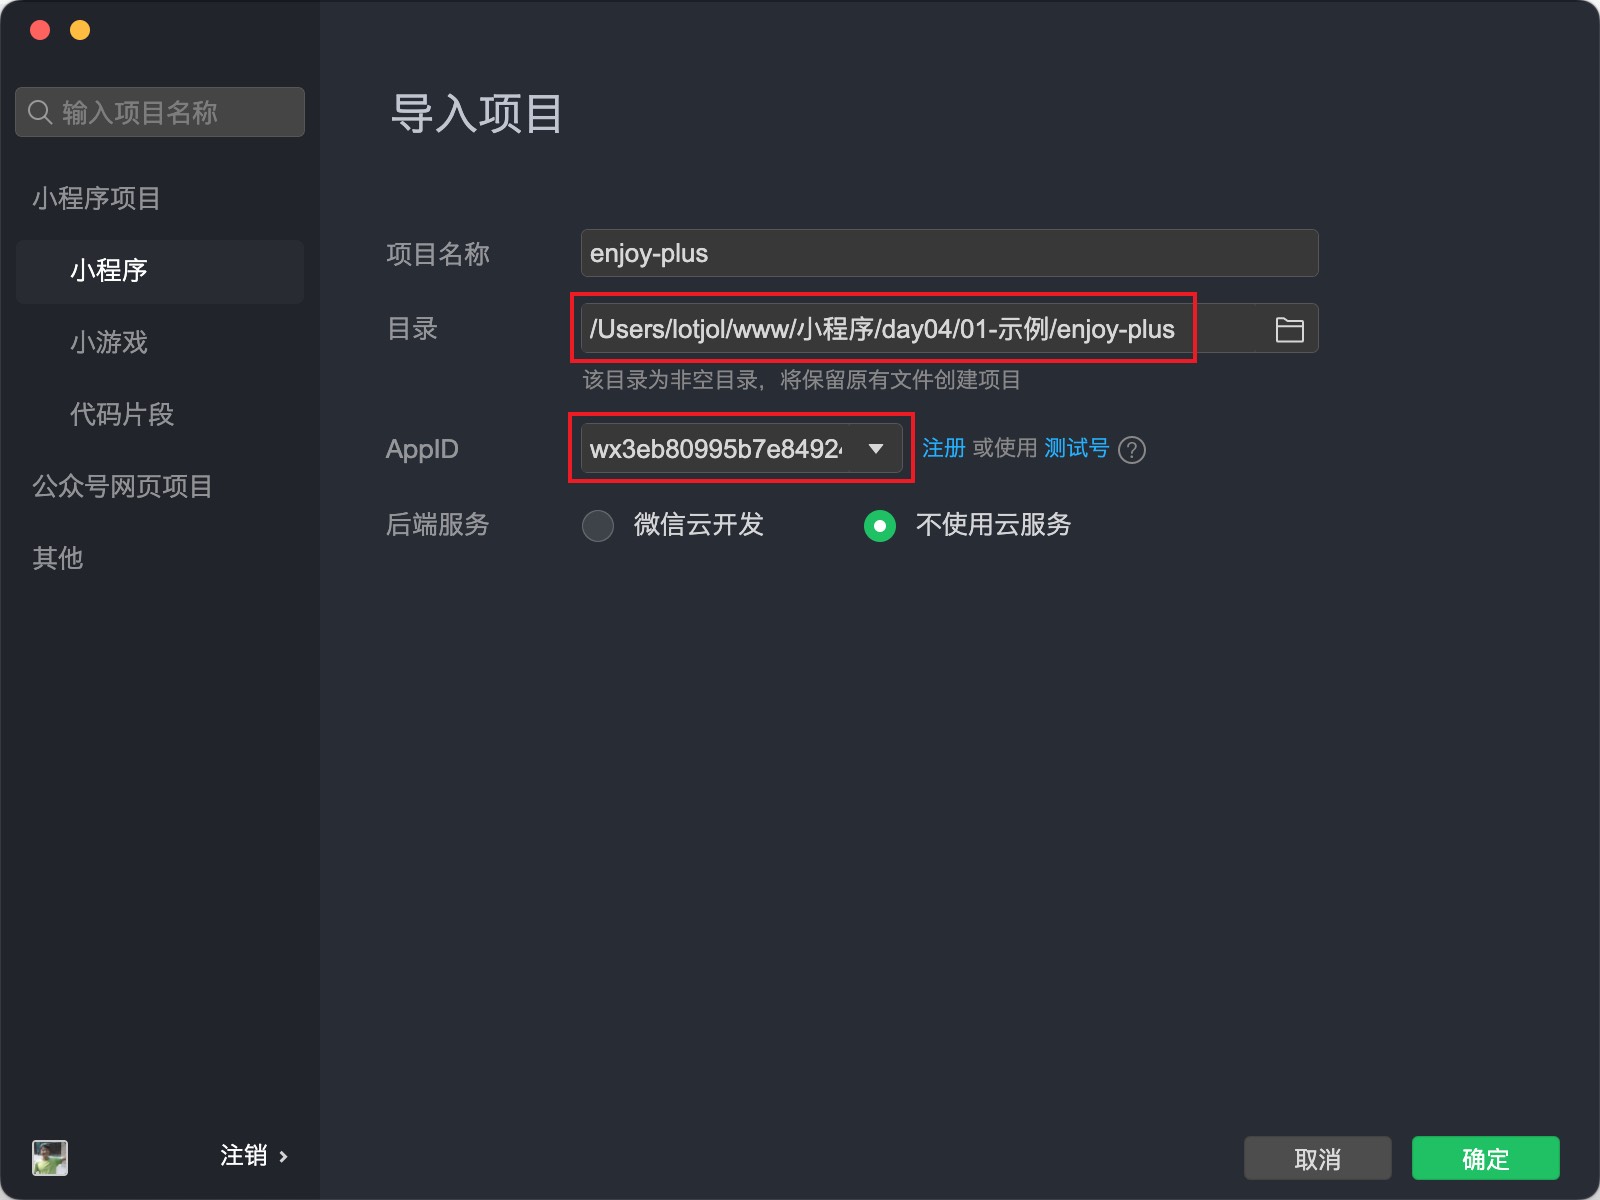 输入项目名称
小程序项目
小程序
小游戏
代码片段
公众号网页项目
其他
注销
导入项目
项目名称 enjoy-plus
目录 /Users/lotjol/www/小程序/day04/01-示例/enjoy-plus
该目录为非空目录，将保留原有文件创建项目
AppID wx3eb80995b7e8492 注册 或使用 测试号 ?
后端服务 微信云开发 不使用云服务
取消 确定